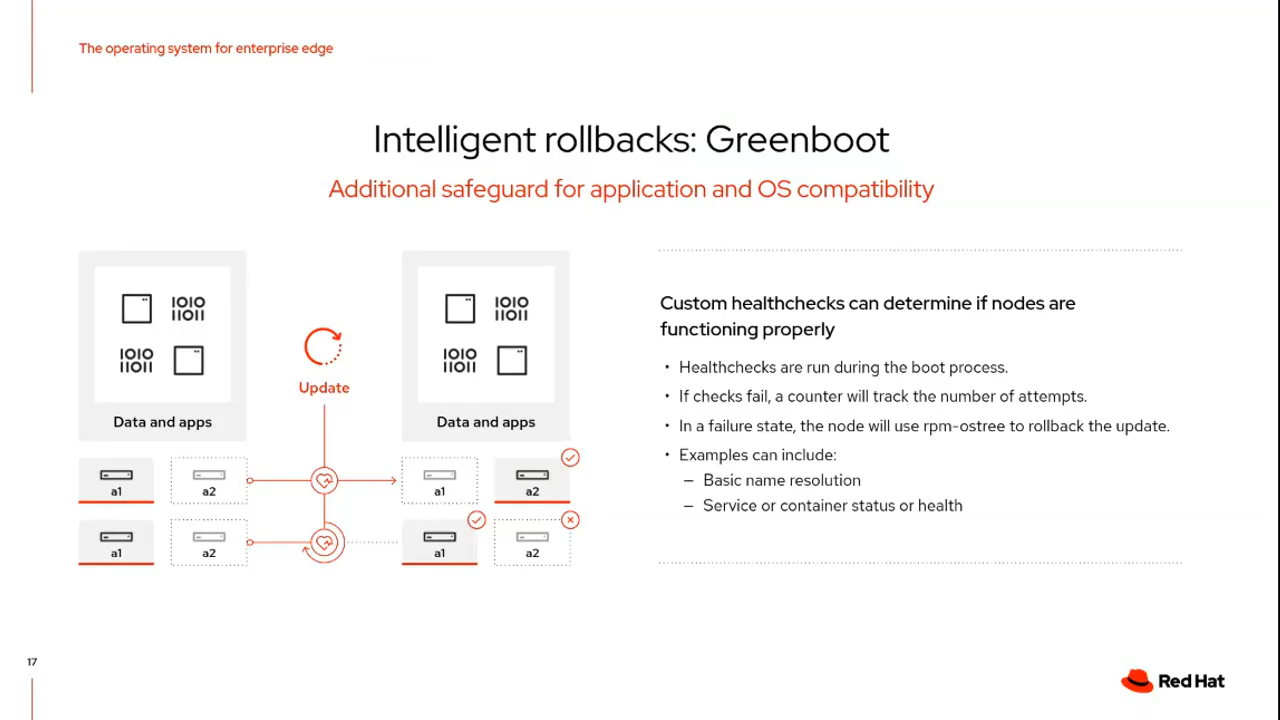 The operating system for enterprise edge
Intelligent rollbacks: Greenboot
Additional safeguard for application and OS compatibility
1010
11011
1010
11011
Data and apps
Update
1010
11011
1010
11011
Data and apps
a1
a2
a1
a2
a1
a2
a1
a2
Custom healthchecks can determine if nodes are
functioning properly
• Healthchecks are run during the boot process.
• If checks fail, a counter will track the number of attempts.
• In a failure state, the node will use rpm-ostree to rollback the update.
• Examples can include:
– Basic name resolution
– Service or container status or health
17
Red Hat